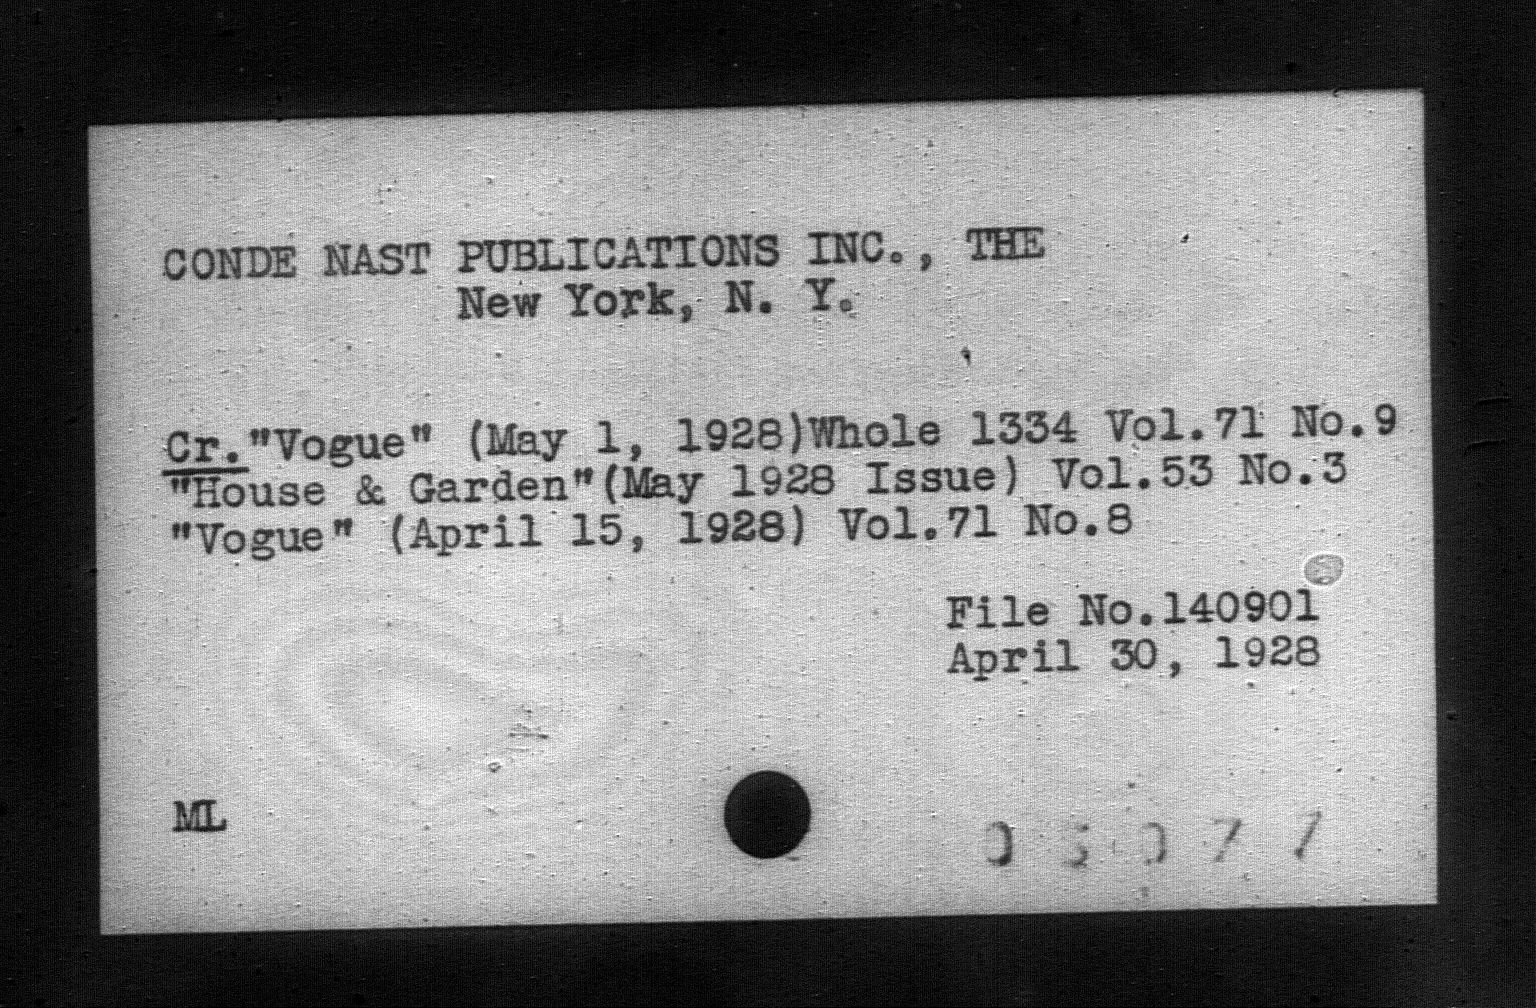 CONDE NAST PUBLICATIONS INC., THE
New York, N. Y.
Cr."Vogue" (May 1, 1928)Whole 1334 Vol.71 No.9
"House & Garden"(May 1928 Issue) Vol.53 No.3
"Vogue" (April 15, 1928) Vol.71 No.8
File No.140901
April 30, 1928
ML